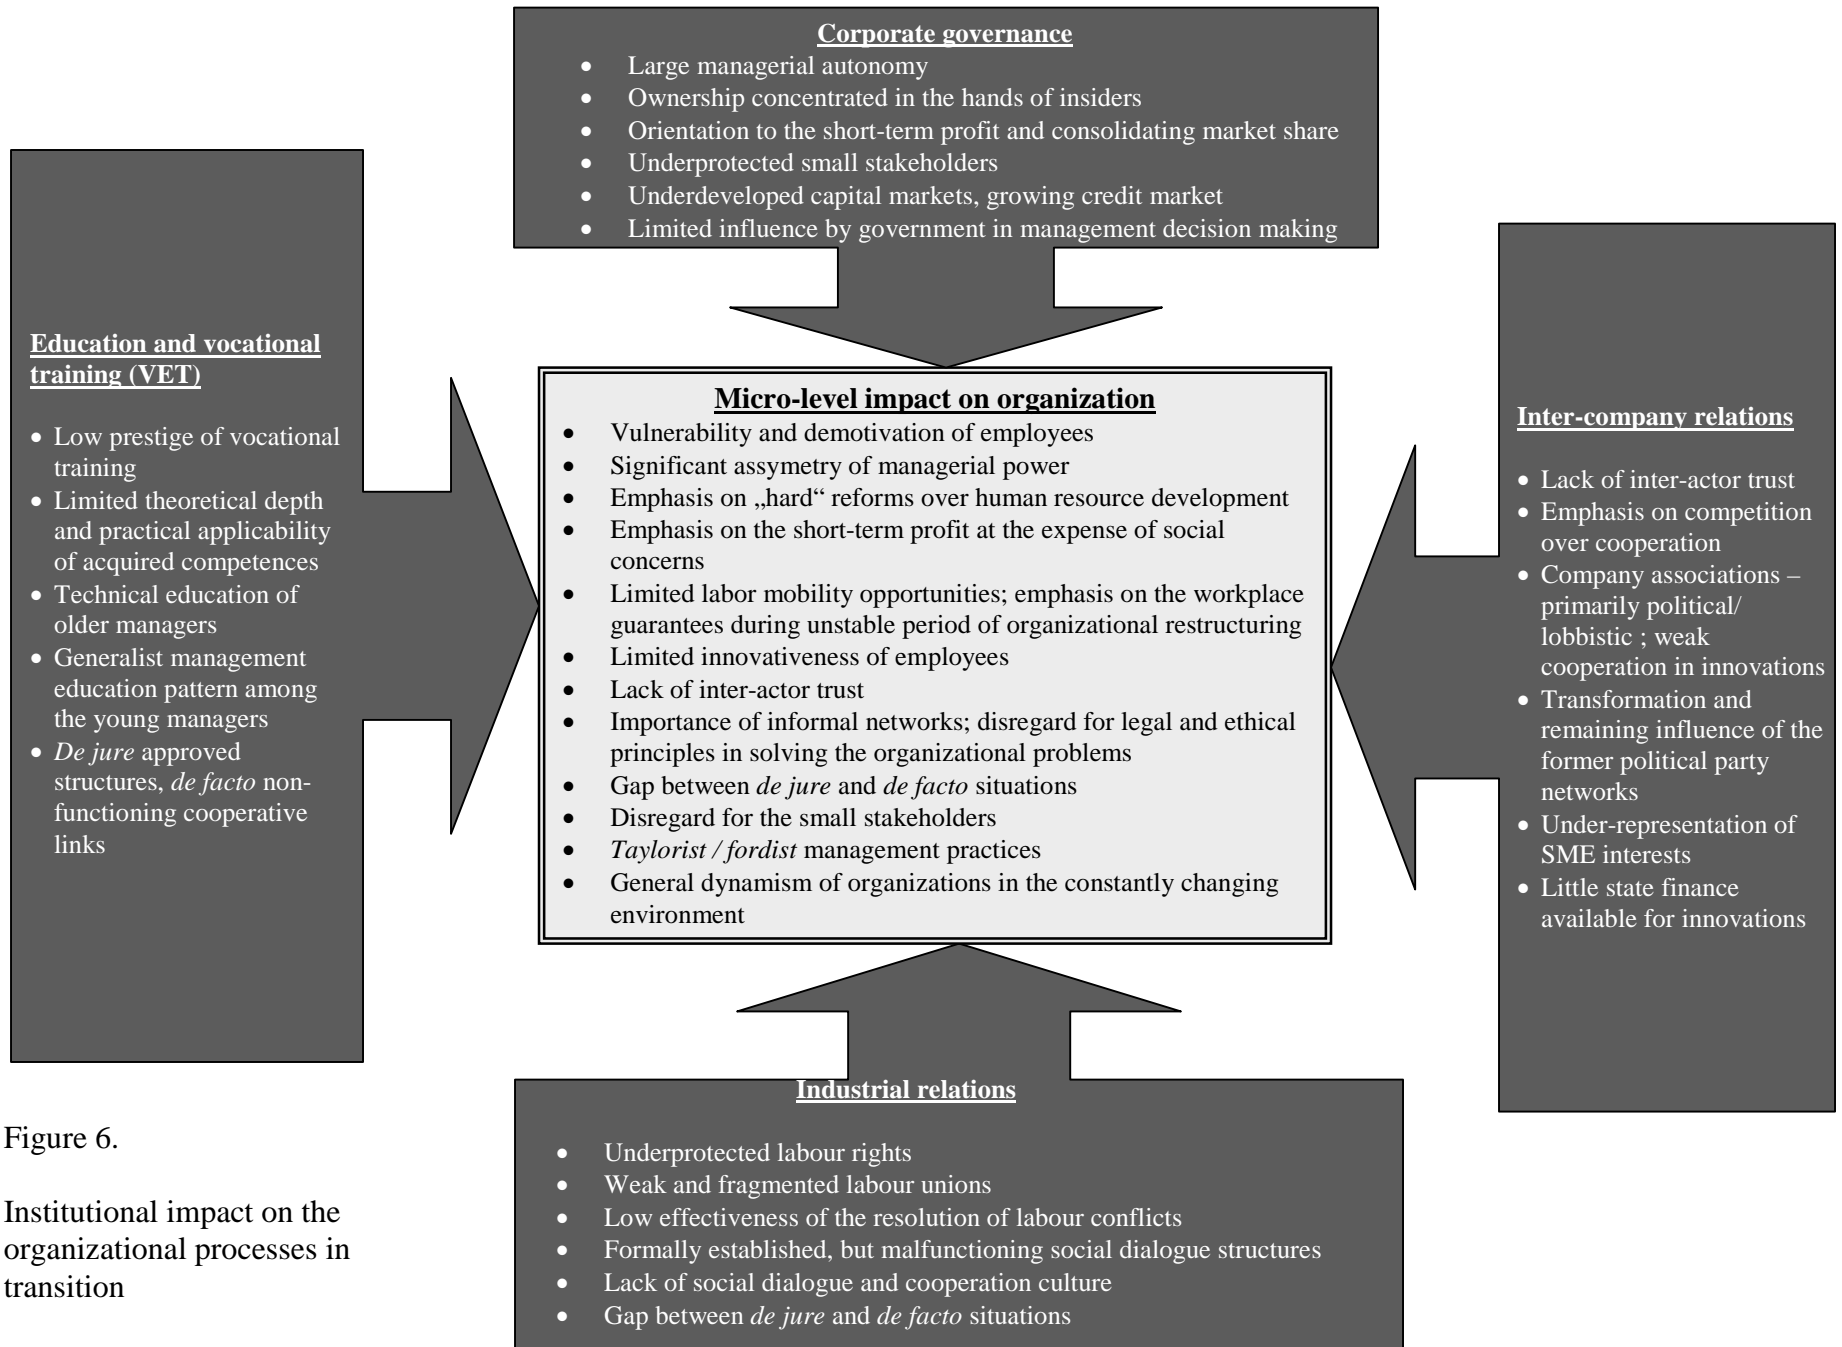 Corporate governance
• Large managerial autonomy
• Ownership concentrated in the hands of insiders
• Orientation to the short-term profit and consolidating market share
• Underprotected small stakeholders
• Underdeveloped capital markets, growing credit market
• Limited influence by government in management decision making
Education and vocational
training (VET)
• Low prestige of vocational
training
• Limited theoretical depth
and practical applicability
of acquired competences
• Technical education of
older managers
• Generalist management
education pattern among
the young managers
• De jure approved
structures, de facto non-
functioning cooperative
links
Micro-level impact on organization
• Vulnerability and demotivation of employees
• Significant assymetry of managerial power
• Emphasis on „hard“ reforms over human resource development
• Emphasis on the short-term profit at the expense of social
concerns
• Limited labor mobility opportunities; emphasis on the workplace
guarantees during unstable period of organizational restructuring
• Limited innovativeness of employees
• Lack of inter-actor trust
• Importance of informal networks; disregard for legal and ethical
principles in solving the organizational problems
• Gap between de jure and de facto situations
• Disregard for the small stakeholders
• Taylorist / fordist management practices
• General dynamism of organizations in the constantly changing
environment
Inter-company relations
• Lack of inter-actor trust
• Emphasis on competition
over cooperation
• Company associations –
primarily political/
lobbistic ; weak
cooperation in innovations
• Transformation and
remaining influence of the
former political party
networks
• Under-representation of
SME interests
• Little state finance
available for innovations
Industrial relations
• Underprotected labour rights
• Weak and fragmented labour unions
• Low effectiveness of the resolution of labour conflicts
• Formally established, but malfunctioning social dialogue structures
• Lack of social dialogue and cooperation culture
• Gap between de jure and de facto situations
Figure 6.
Institutional impact on the
organizational processes in
transition